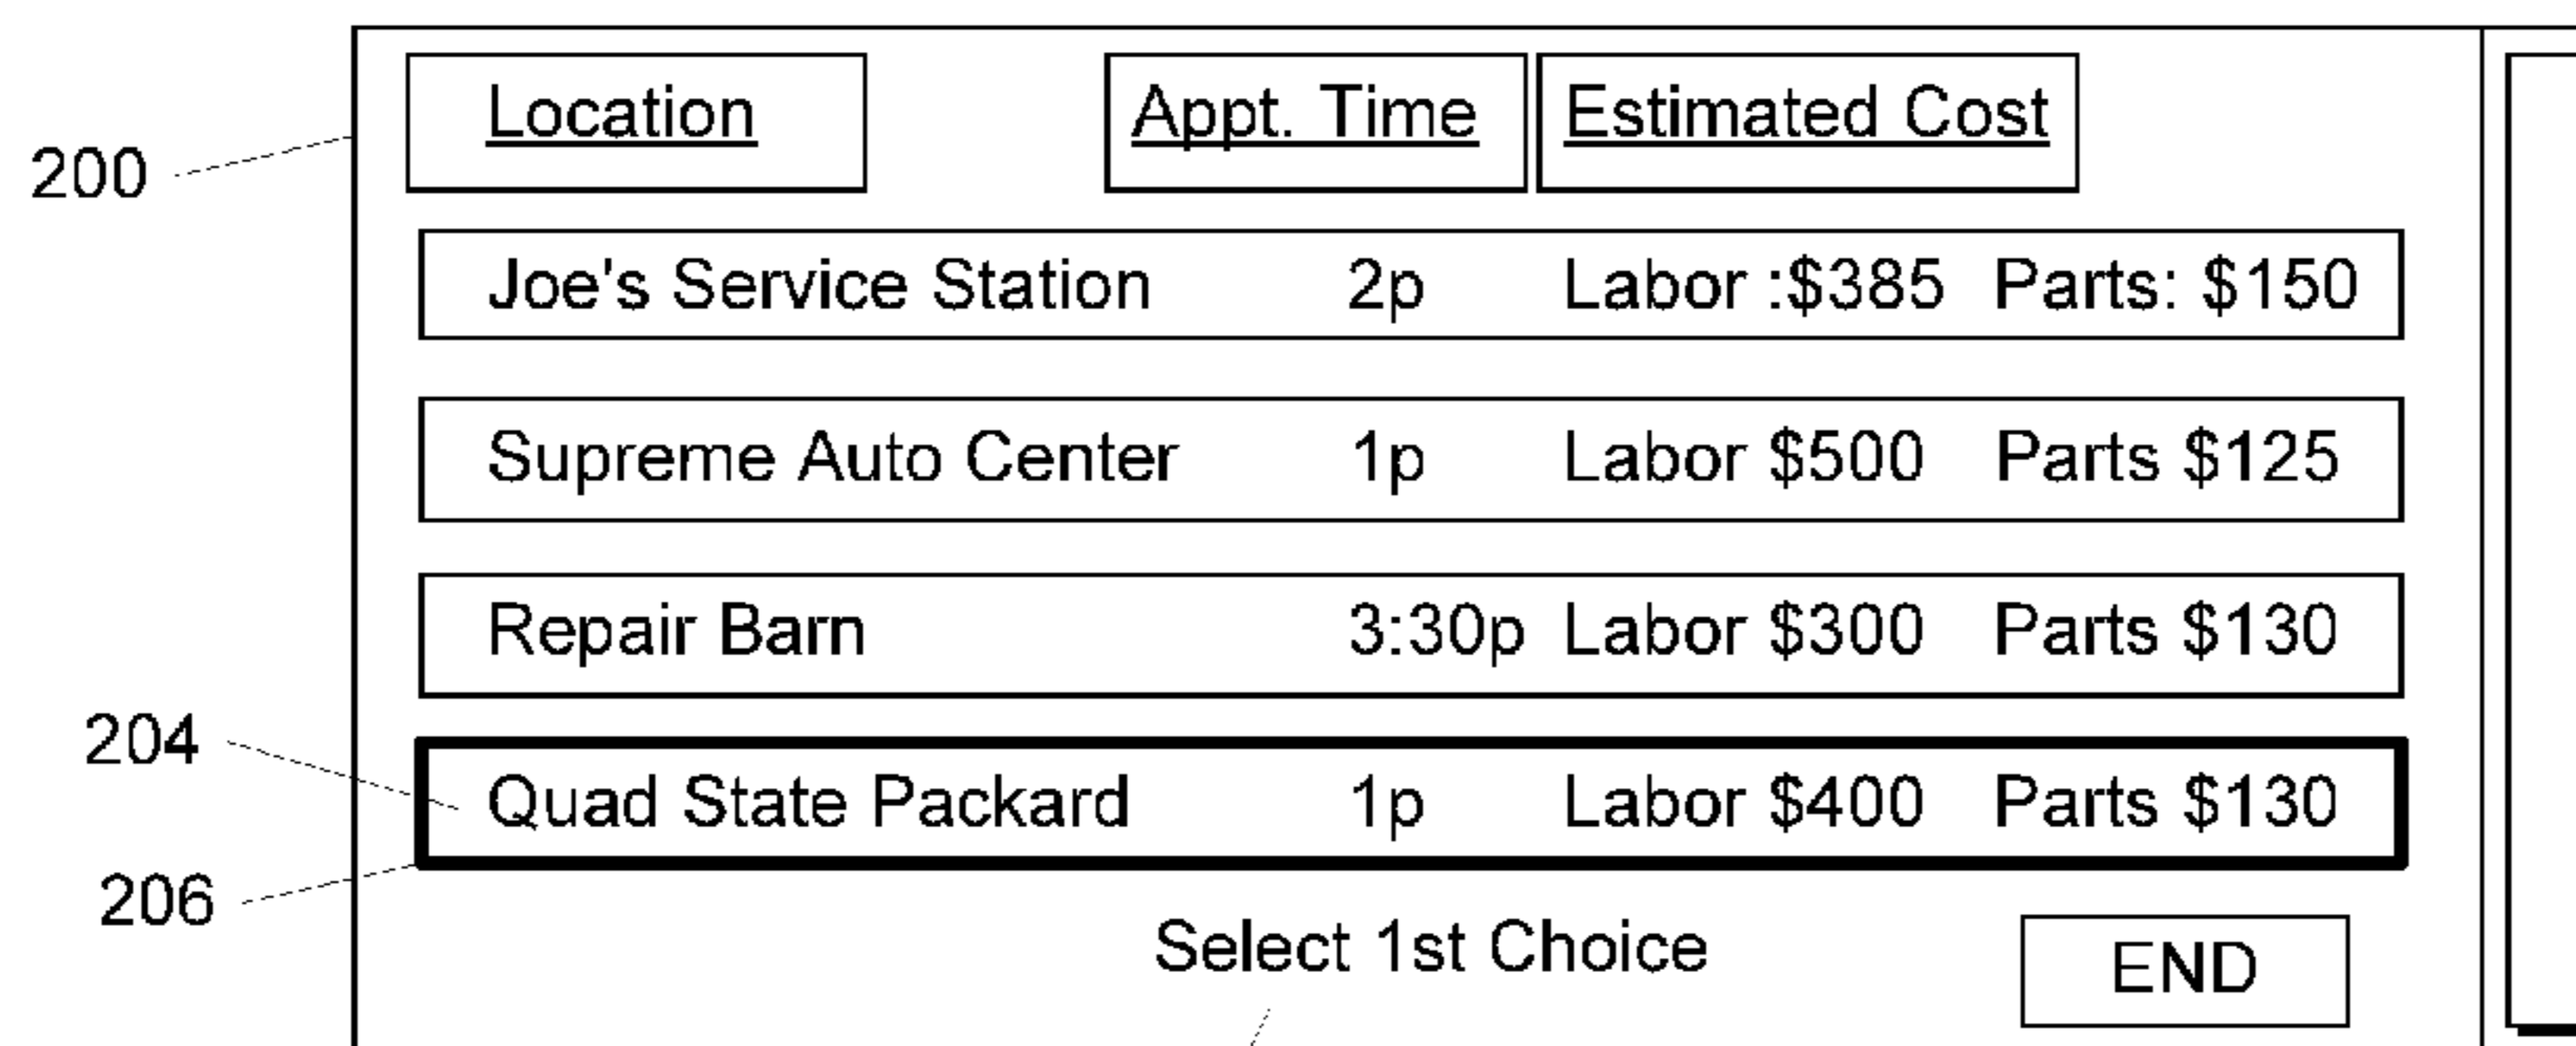 Location Appt. Time Estimated Cost
200
Joe's Service Station 2p Labor :$385 Parts: $150
Supreme Auto Center 1p Labor $500 Parts $125
Repair Barn 3:30p Labor $300 Parts $130
204
Quad State Packard 1p Labor $400 Parts $130
206
Select 1st Choice
END